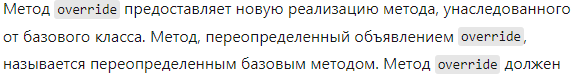 Метод override предоставляет новую реализацию метода, унаследованного
от базового класса. Метод, переопределенный объявлением override,
называется переопределенным базовым методом. Метод override должен